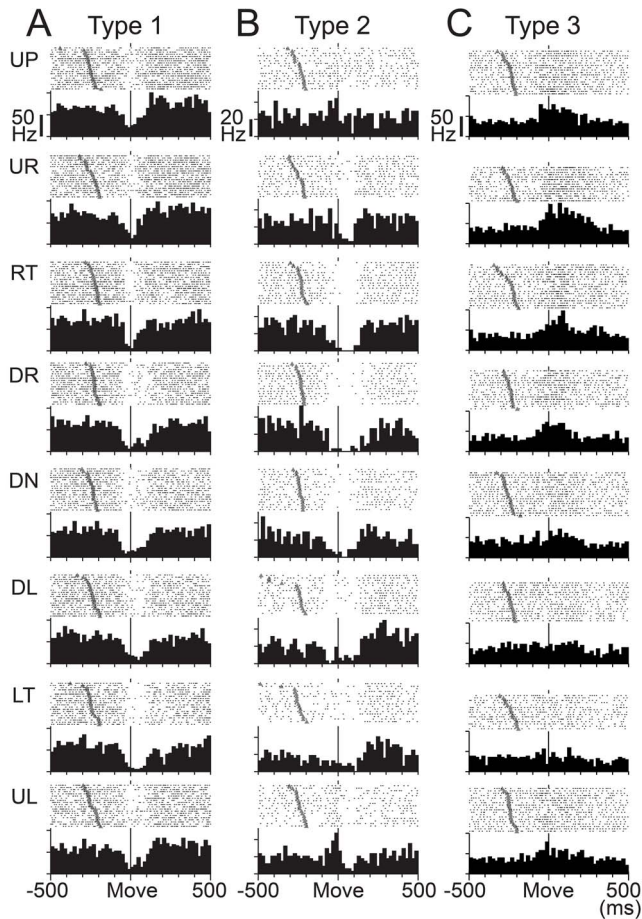 A Type 1 B Type 2 C Type 3
UP
50 Hz 20 Hz 50 Hz
UR
RT
DR
DN
DL
LT
UL
-500 Move 500 -500 Move 500 -500 Move 500
(ms)